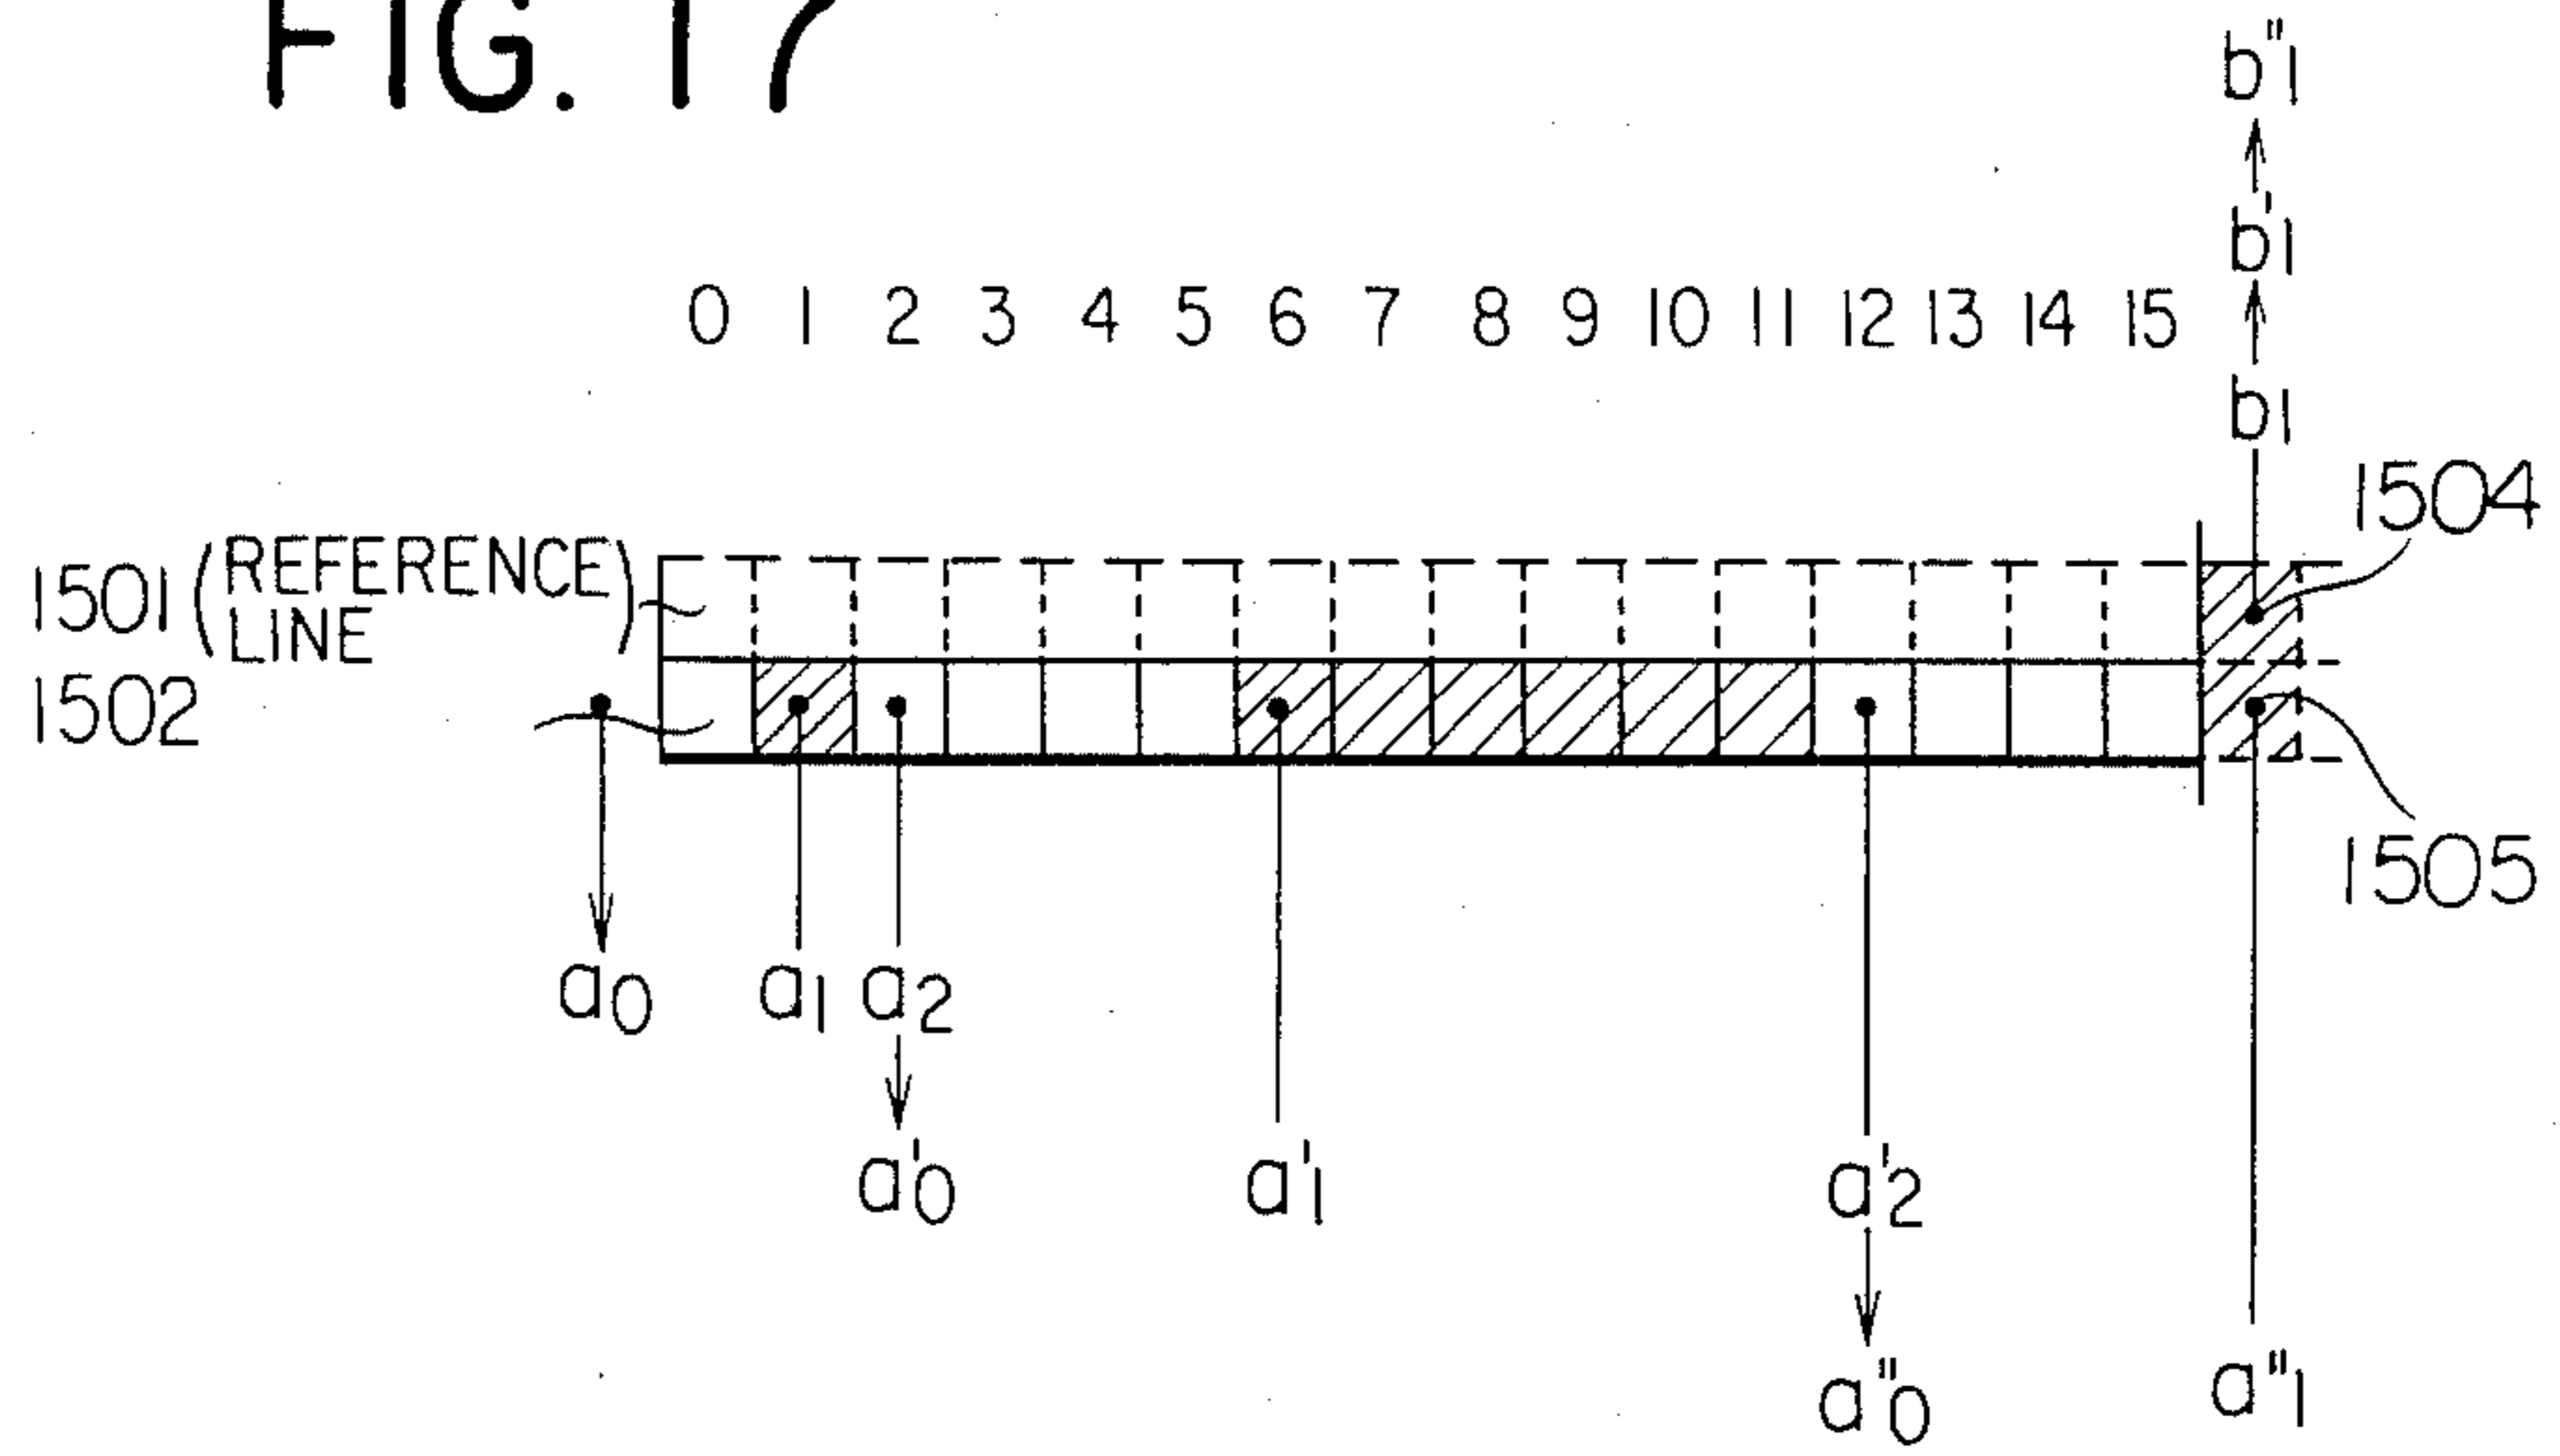 FIG. 17
b"1
b'1
0 1 2 3 4 5 6 7 8 9 10 11 12 13 14 15
b1
1504
1501 (REFERENCE LINE)
1502
1505
a0 a1 a2
a'0 a'1 a'2
a"0 a"1